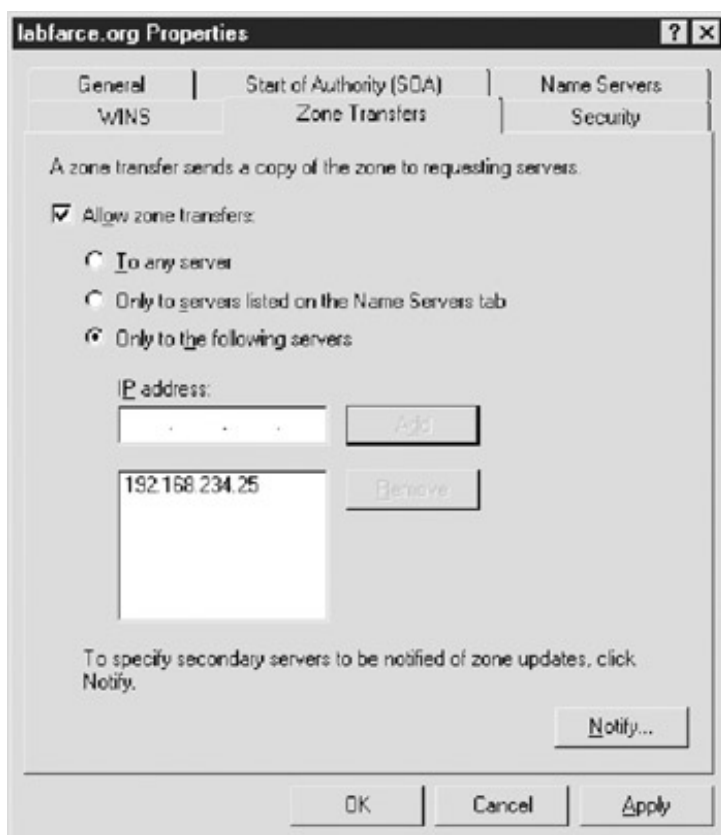 labfarce.org Properties
General Start of Authority (SOA) Name Servers
WINS Zone Transfers Security
A zone transfer sends a copy of the zone to requesting servers.
Allow zone transfers:
To any server
Only to servers listed on the Name Servers tab
Only to the following servers
IP address:
. . . Add
192.168.234.25 Remove
To specify secondary servers to be notified of zone updates, click
Notify.
Notify...
OK Cancel Apply